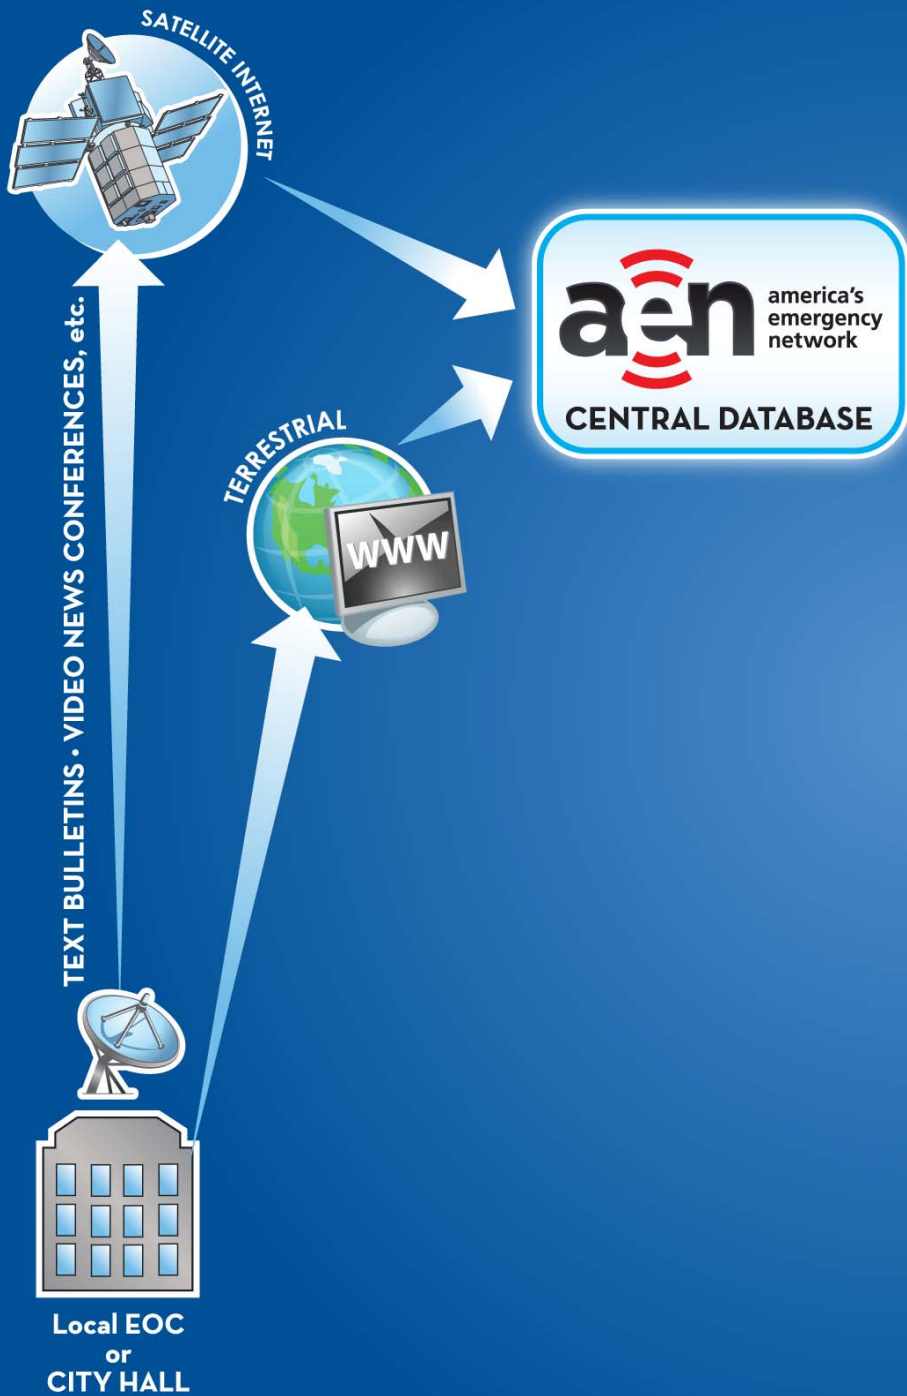 SATELLITE INTERNET
aen
america's
emergency
network
CENTRAL DATABASE
TERRESTRIAL
WWW
TEXT BULLETINS • VIDEO NEWS CONFERENCES, etc.
Local EOC
or
CITY HALL